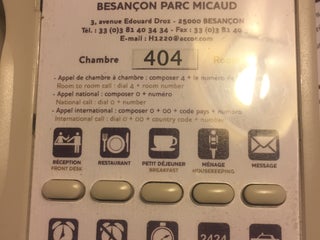 BESANÇON PARC MICAUD
3, avenue Edouard Droz - 25000 BESANÇON
Tél. : 33 (0)3 81 40 34 34 - Fax : 33 (0)3 81 40
E-mail : H1220@accor.com
Chambre 404
- Appel de chambre à chambre : composer 4 + le numéro de
Room to room call : dial 4 + room number
- Appel national : composer 0 + numéro
National call : dial 0 + number
- Appel international : composer 0 + 00 + code pays + numéro
International call : dial 0 + 00 + country code + number
RÉCEPTION RESTAURANT PETIT DÉJEUNER MÉNAGE MESSAGE
FRONT DESK BREAKFAST HOUSEKEEPING
2424